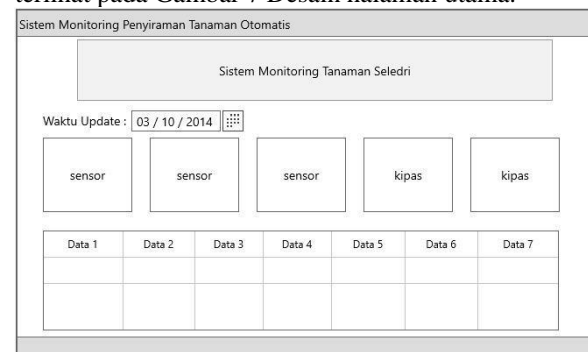 terlihat pada Gambar 7 Desain halaman utama.
Sistem Monitoring Penyiraman Tanaman Otomatis
Sistem Monitoring Tanaman Seledri
Waktu Update : 03 / 10 / 2014
sensor sensor sensor kipas kipas
Data 1 Data 2 Data 3 Data 4 Data 5 Data 6 Data 7